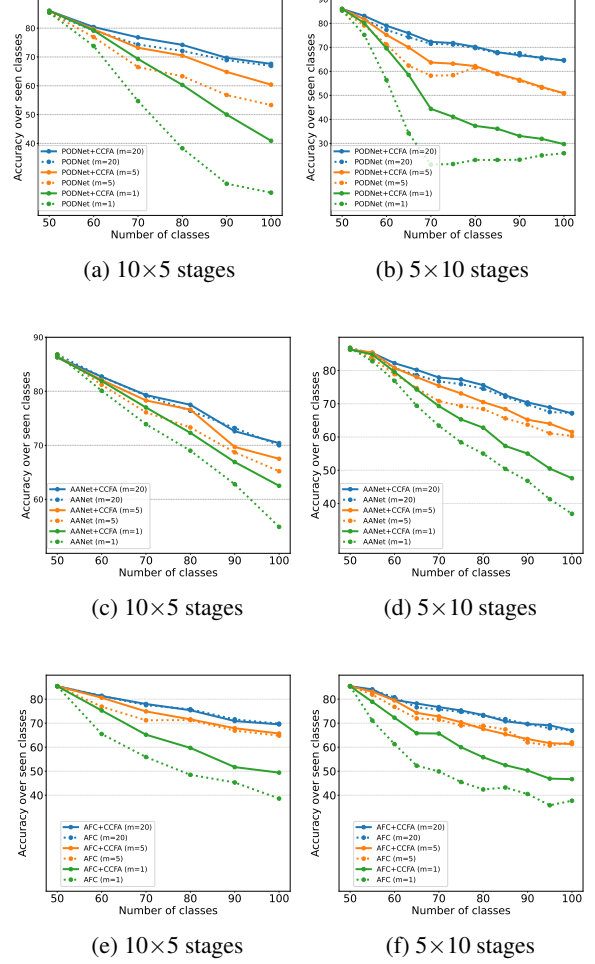 Accuracy over seen classes
80
70
60
50
40
PODNet+CCFA (m=20)
PODNet (m=20)
PODNet+CCFA (m=5)
PODNet (m=5)
PODNet+CCFA (m=1)
PODNet (m=1)
50 60 70 80 90 100
Number of classes
(a) 10×5 stages
Accuracy over seen classes
90
80
70
60
50
40
30
PODNet+CCFA (m=20)
PODNet (m=20)
PODNet+CCFA (m=5)
PODNet (m=5)
PODNet+CCFA (m=1)
PODNet (m=1)
50 60 70 80 90 100
Number of classes
(b) 5×10 stages
Accuracy over seen classes
90
80
70
60
AANet+CCFA (m=20)
AANet (m=20)
AANet+CCFA (m=5)
AANet (m=5)
AANet+CCFA (m=1)
AANet (m=1)
50 60 70 80 90 100
Number of classes
(c) 10×5 stages
Accuracy over seen classes
80
70
60
50
40
AANet+CCFA (m=20)
AANet (m=20)
AANet+CCFA (m=5)
AANet (m=5)
AANet+CCFA (m=1)
AANet (m=1)
50 60 70 80 90 100
Number of classes
(d) 5×10 stages
Accuracy over seen classes
80
70
60
50
40
AFC+CCFA (m=20)
AFC (m=20)
AFC+CCFA (m=5)
AFC (m=5)
AFC+CCFA (m=1)
AFC (m=1)
50 60 70 80 90 100
Number of classes
(e) 10×5 stages
Accuracy over seen classes
80
70
60
50
40
AFC+CCFA (m=20)
AFC (m=20)
AFC+CCFA (m=5)
AFC (m=5)
AFC+CCFA (m=1)
AFC (m=1)
50 60 70 80 90 100
Number of classes
(f) 5×10 stages